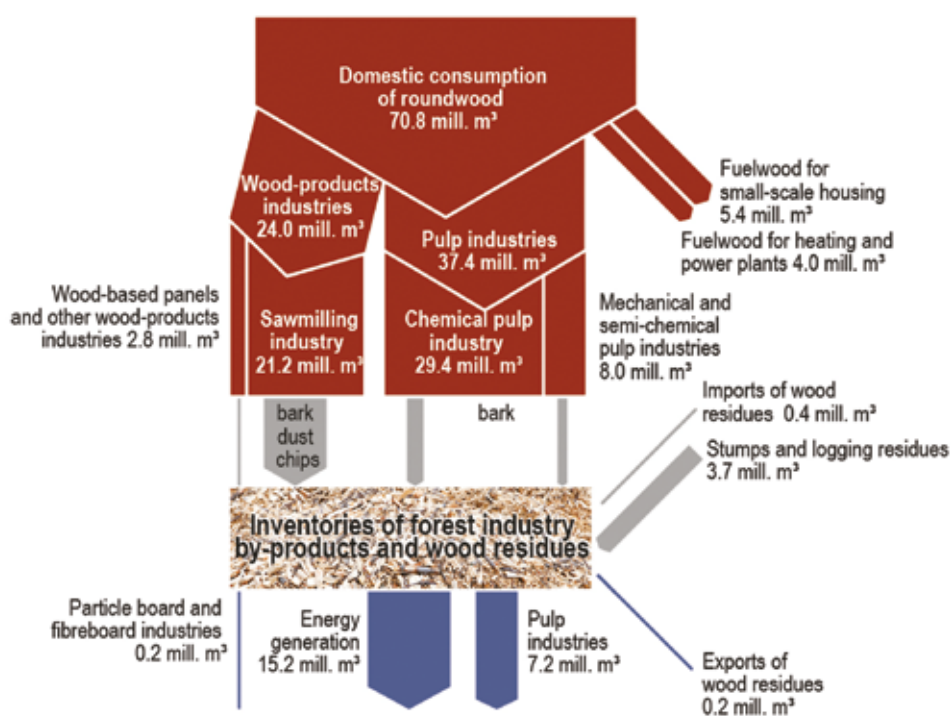 Domestic consumption
of roundwood
70.8 mill. m³
Wood-products
industries
24.0 mill. m³
Pulp industries
37.4 mill. m³
Fuelwood for
small-scale housing
5.4 mill. m³
Fuelwood for heating and
power plants 4.0 mill. m³
Wood-based panels
and other wood-products
industries 2.8 mill. m³
Sawmilling
industry
21.2 mill. m³
Chemical pulp
industry
29.4 mill. m³
Mechanical and
semi-chemical
pulp industries
8.0 mill. m³
bark
dust
chips
bark
Imports of wood
residues 0.4 mill. m³
Stumps and logging residues
3.7 mill. m³
Inventories of forest industry
by-products and wood residues
Particle board and
fibreboard industries
0.2 mill. m³
Energy
generation
15.2 mill. m³
Pulp
industries
7.2 mill. m³
Exports of
wood residues
0.2 mill. m³